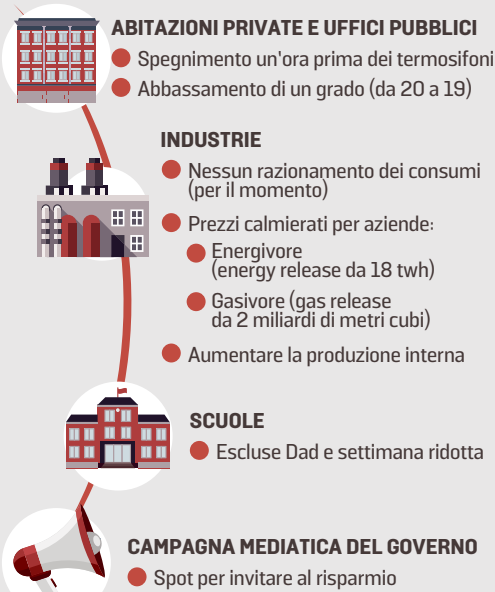 ABITAZIONI PRIVATE E UFFICI PUBBLICI
Spegnimento un'ora prima dei termosifoni
Abbassamento di un grado (da 20 a 19)
INDUSTRIE
Nessun razionamento dei consumi
(per il momento)
Prezzi calmierati per aziende:
Energivore
(energy release da 18 twh)
Gasivore (gas release
da 2 miliardi di metri cubi)
Aumentare la produzione interna
SCUOLE
Escluse Dad e settimana ridotta
CAMPAGNA MEDIATICA DEL GOVERNO
Spot per invitare al risparmio